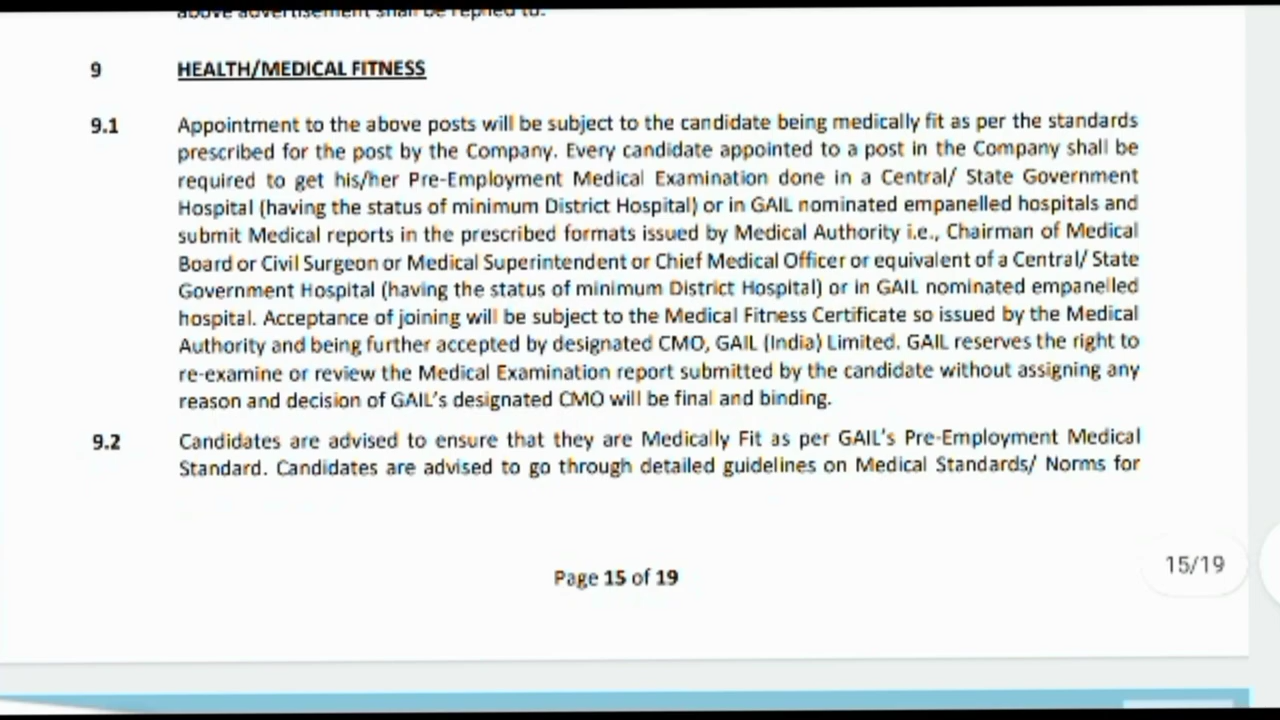 above advertisement shall be replied to.
9 HEALTH/MEDICAL FITNESS
9.1 Appointment to the above posts will be subject to the candidate being medically fit as per the standards
prescribed for the post by the Company. Every candidate appointed to a post in the Company shall be
required to get his/her Pre-Employment Medical Examination done in a Central/ State Government
Hospital (having the status of minimum District Hospital) or in GAIL nominated empanelled hospitals and
submit Medical reports in the prescribed formats issued by Medical Authority i.e., Chairman of Medical
Board or Civil Surgeon or Medical Superintendent or Chief Medical Officer or equivalent of a Central/ State
Government Hospital (having the status of minimum District Hospital) or in GAIL nominated empanelled
hospital. Acceptance of joining will be subject to the Medical Fitness Certificate so issued by the Medical
Authority and being further accepted by designated CMO, GAIL (India) Limited. GAIL reserves the right to
re-examine or review the Medical Examination report submitted by the candidate without assigning any
reason and decision of GAIL's designated CMO will be final and binding.
9.2 Candidates are advised to ensure that they are Medically Fit as per GAIL's Pre-Employment Medical
Standard. Candidates are advised to go through detailed guidelines on Medical Standards/ Norms for
15/19
Page 15 of 19